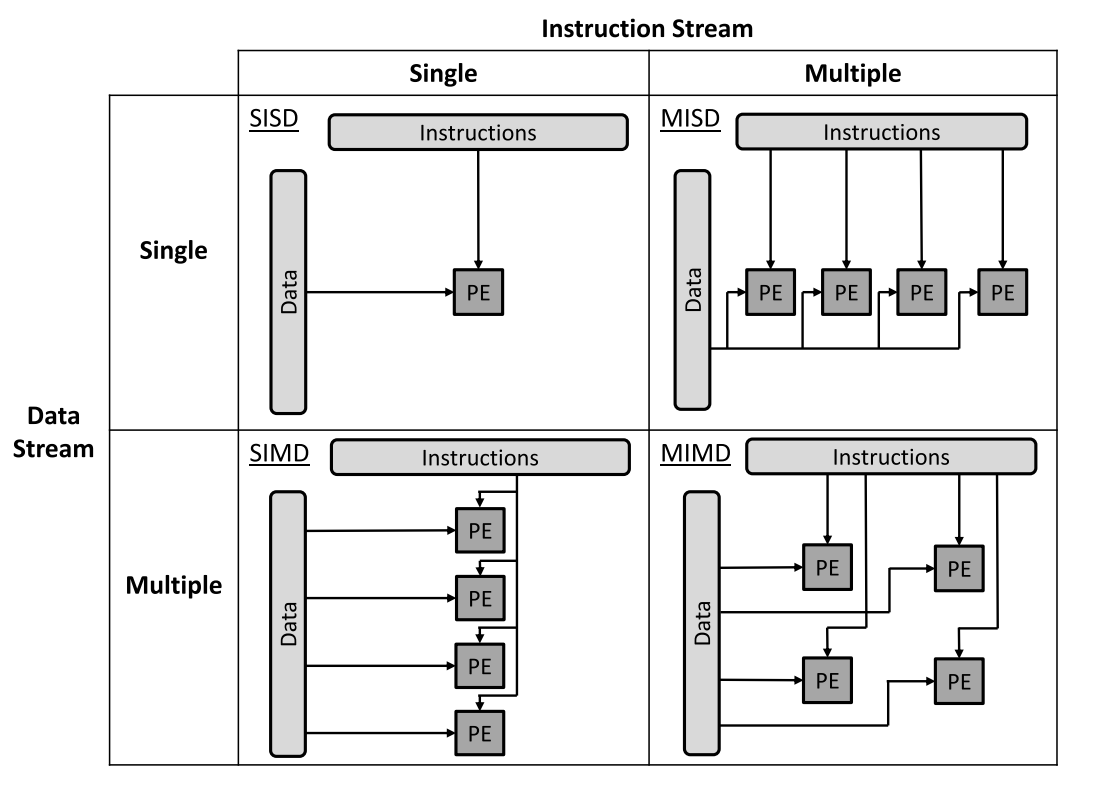 Instruction Stream
Single
Multiple
SISD
Instructions
Data
PE
MISD
Instructions
Data
PE
PE
PE
PE
Single
Data
Stream
SIMD
Instructions
Data
PE
PE
PE
PE
MIMD
Instructions
Data
PE
PE
PE
PE
Multiple